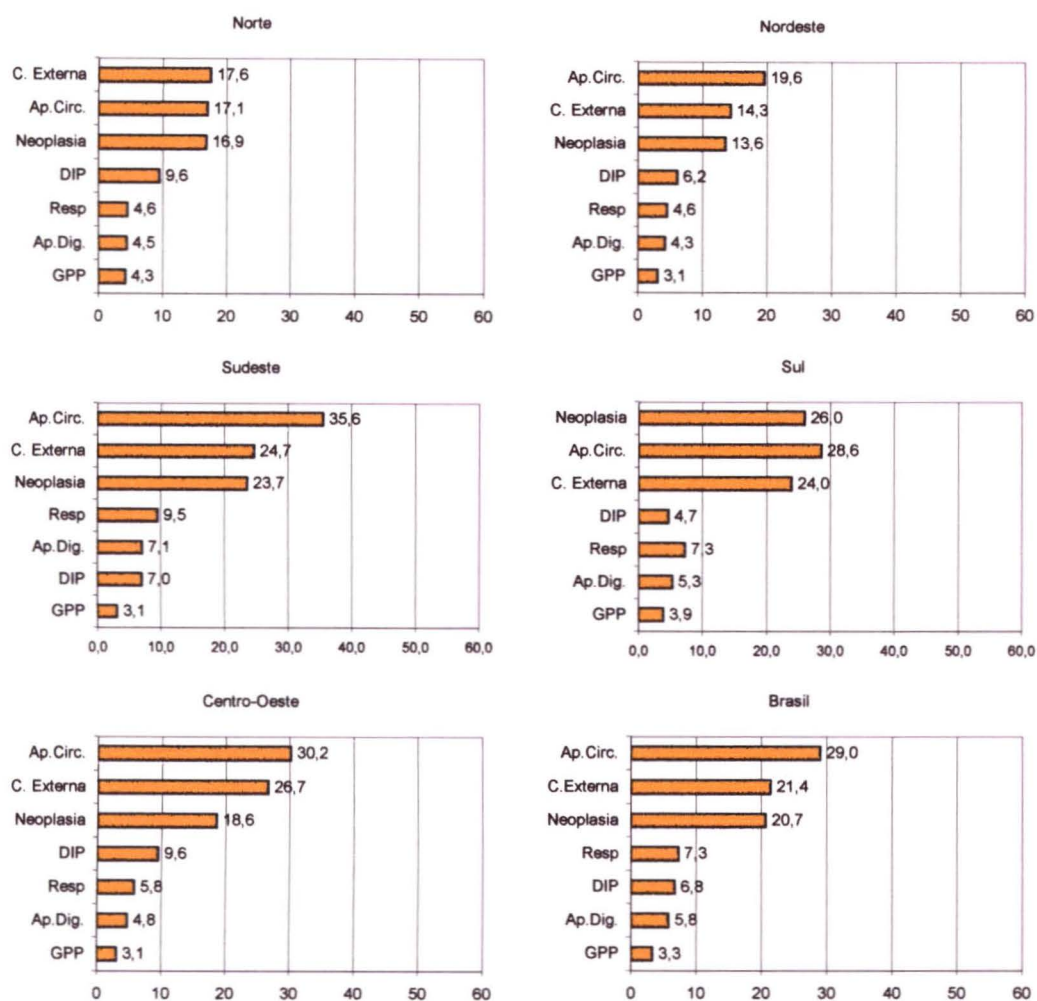 Norte
C. Externa 17,6
Ap.Circ. 17,1
Neoplasia 16,9
DIP 9,6
Resp 4,6
Ap.Dig. 4,5
GPP 4,3
0 10 20 30 40 50 60
Nordeste
Ap.Circ. 19,6
C. Externa 14,3
Neoplasia 13,6
DIP 6,2
Resp 4,6
Ap.Dig. 4,3
GPP 3,1
0 10 20 30 40 50 60
Sudeste
Ap.Circ. 35,6
C. Externa 24,7
Neoplasia 23,7
Resp 9,5
Ap.Dig. 7,1
DIP 7,0
GPP 3,1
0,0 10,0 20,0 30,0 40,0 50,0 60,0
Sul
Neoplasia 26,0
Ap.Circ. 28,6
C. Externa 24,0
DIP 4,7
Resp 7,3
Ap.Dig. 5,3
GPP 3,9
0,0 10,0 20,0 30,0 40,0 50,0 60,0
Centro-Oeste
Ap.Circ. 30,2
C. Externa 26,7
Neoplasia 18,6
DIP 9,6
Resp 5,8
Ap.Dig. 4,8
GPP 3,1
0 10 20 30 40 50 60
Brasil
Ap.Circ. 29,0
C.Externa 21,4
Neoplasia 20,7
Resp 7,3
DIP 6,8
Ap.Dig. 5,8
GPP 3,3
0 10 20 30 40 50 60